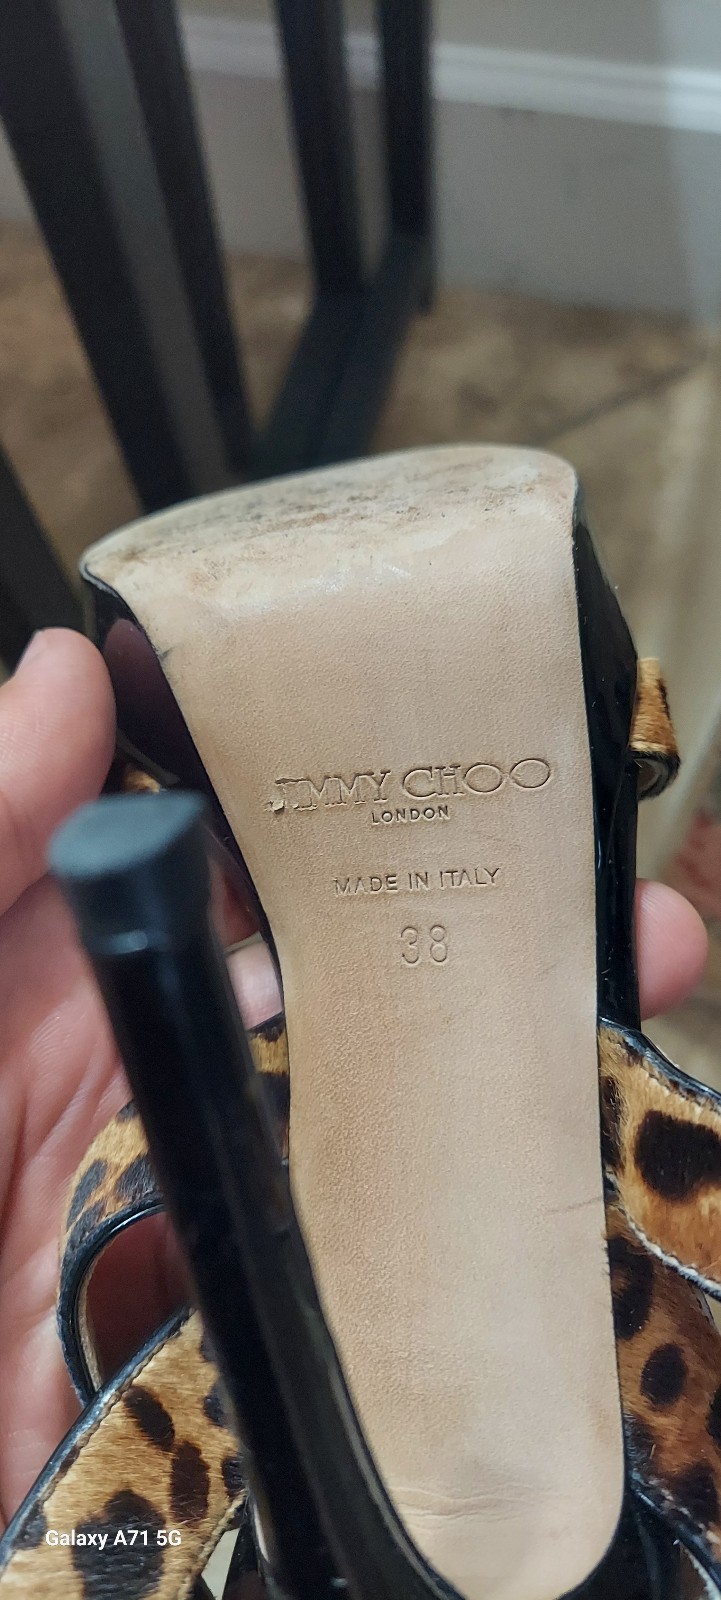 JIMMY CHOO
LONDON
MADE IN ITALY
38
Galaxy A71 5G